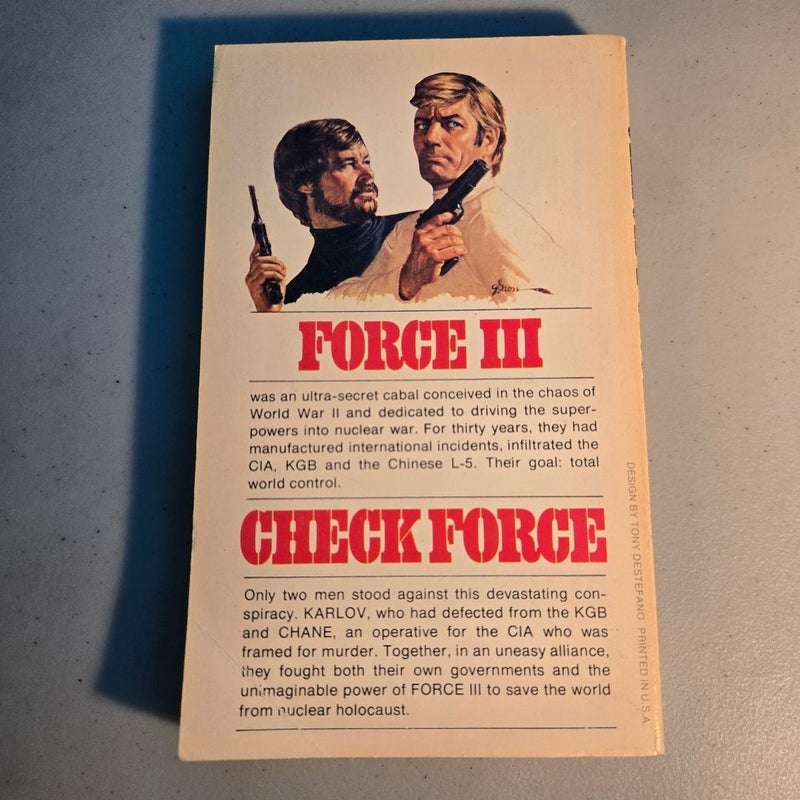 G. Gross
FORCE III
was an ultra-secret cabal conceived in the chaos of
World War II and dedicated to driving the super-
powers into nuclear war. For thirty years, they had
manufactured international incidents, infiltrated the
CIA, KGB and the Chinese L-5. Their goal: total
world control.
CHECK FORCE
Only two men stood against this devastating con-
spiracy. KARLOV, who had defected from the KGB
and CHANE, an operative for the CIA who was
framed for murder. Together, in an uneasy alliance,
they fought both their own governments and the
unimaginable power of FORCE III to save the world
from nuclear holocaust.
DESIGN BY TONY DESTEFANO PRINTED IN U.S.A.